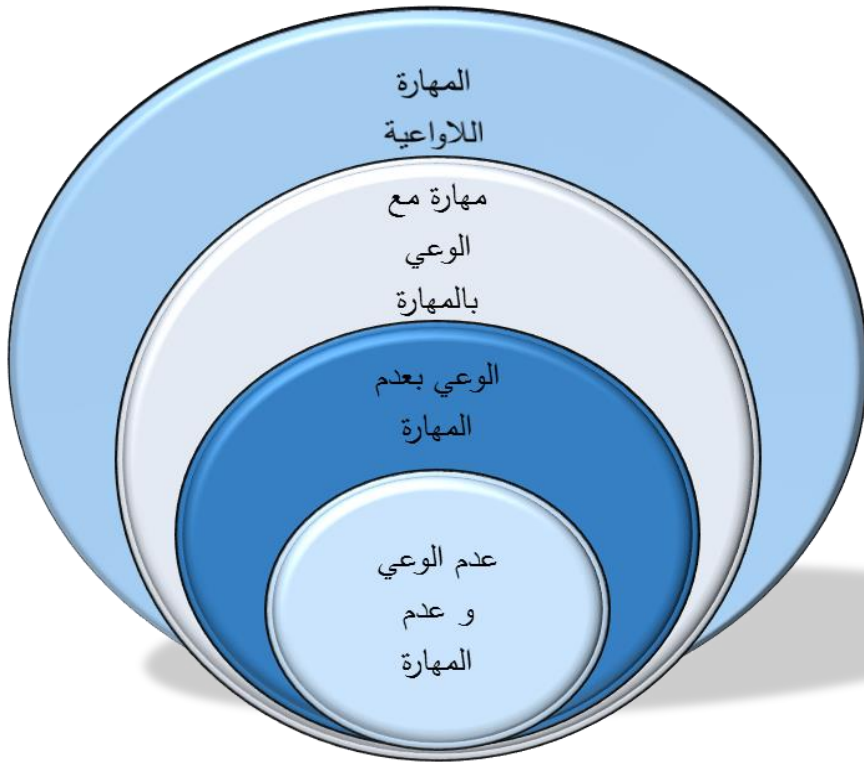 المهارة
اللاواعية
مهارة مع
الوعي
بالمهارة
الوعي بعدم
المهارة
عدم الوعي
و عدم
المهارة